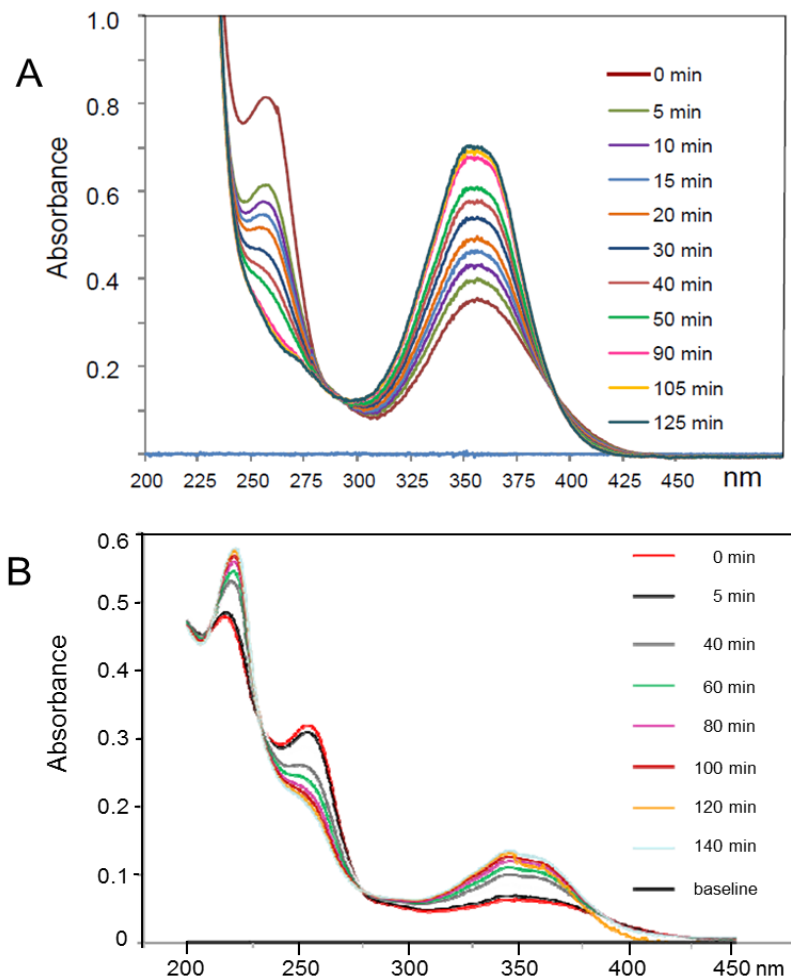 A
Absorbance
1.0
0.8
0.6
0.4
0.2
0 min
5 min
10 min
15 min
20 min
30 min
40 min
50 min
90 min
105 min
125 min
200 225 250 275 300 325 350 375 400 425 450 nm
B
Absorbance
0.6
0.5
0.4
0.3
0.2
0.1
0
0 min
5 min
40 min
60 min
80 min
100 min
120 min
140 min
baseline
200 250 300 350 400 450 nm